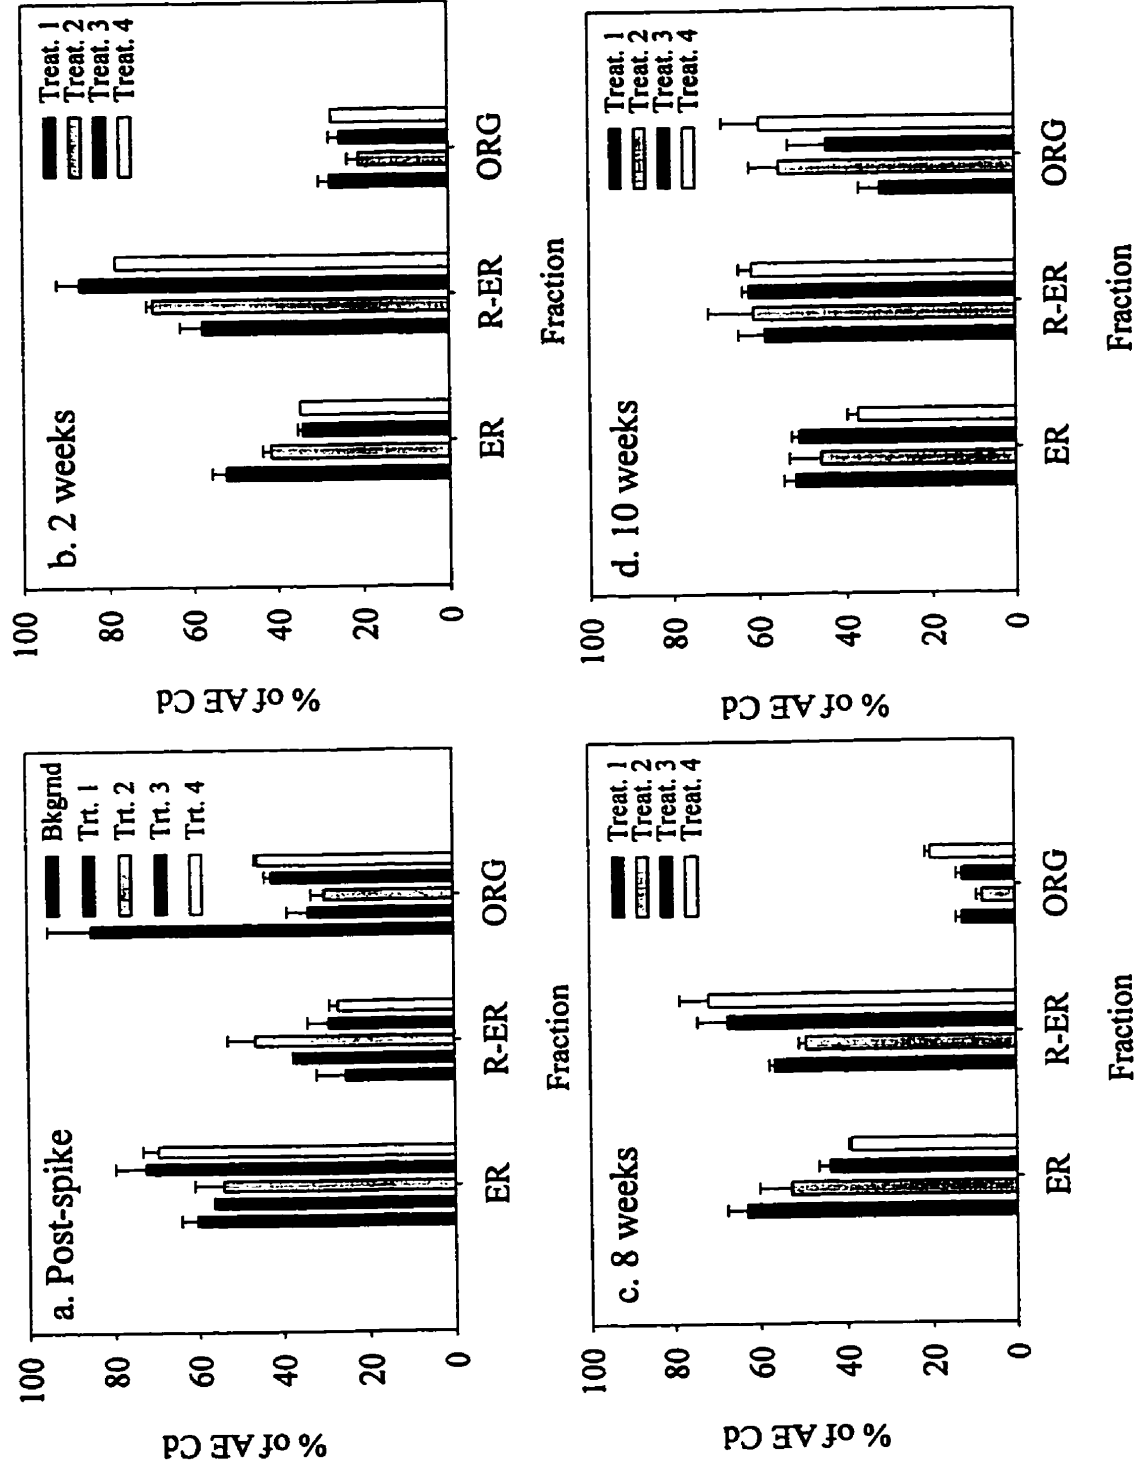 a. Post-spike
Bkgrnd
Trt. 1
Trt. 2
Trt. 3
Trt. 4
% of AE Cd
100
80
60
40
20
0
ER R-ER ORG
Fraction
b. 2 weeks
Treat. 1
Treat. 2
Treat. 3
Treat. 4
% of AE Cd
100
80
60
40
20
0
ER R-ER ORG
Fraction
c. 8 weeks
Treat. 1
Treat. 2
Treat. 3
Treat. 4
% of AE Cd
100
80
60
40
20
0
ER R-ER ORG
Fraction
d. 10 weeks
Treat. 1
Treat. 2
Treat. 3
Treat. 4
% of AE Cd
100
80
60
40
20
0
ER R-ER ORG
Fraction